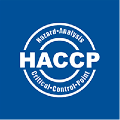 Hazard-Analysis
HACCP
Critical-Control-Point